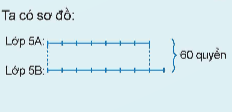 Ta có sơ đồ:
Lớp 5A:
60 quyển
Lớp 5B: